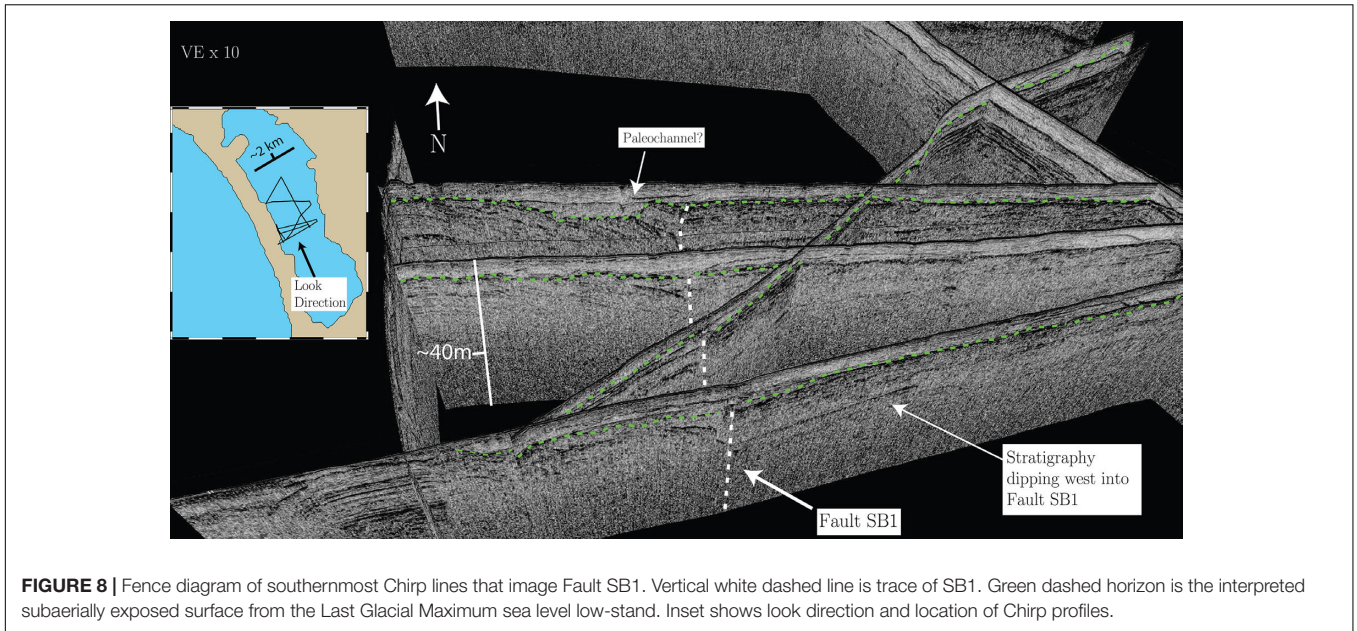 VE x 10
~2 km
Look
Direction
N
Paleochannel?
~40m
Fault SB1
Stratigraphy
dipping west into
Fault SB1
FIGURE 8 | Fence diagram of southernmost Chirp lines that image Fault SB1. Vertical white dashed line is trace of SB1. Green dashed horizon is the interpreted
subaerially exposed surface from the Last Glacial Maximum sea level low-stand. Inset shows look direction and location of Chirp profiles.